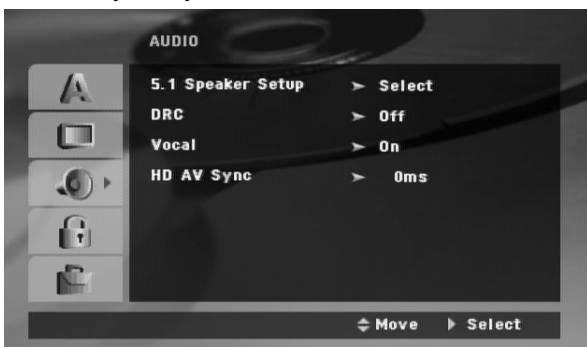 AUDIO
A
5.1 Speaker Setup ➤ Select
DRC ➤ Off
Vocal ➤ On
HD AV Sync ➤ 0ms
Move Select